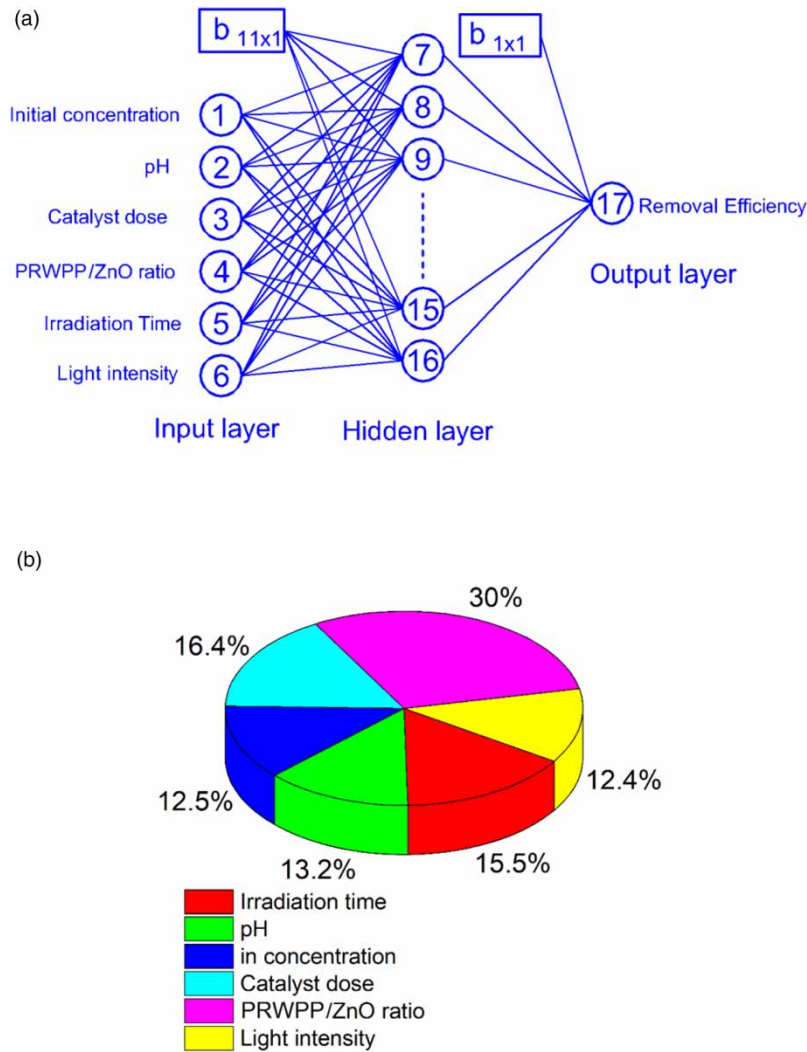 (a)
b 11x1
b 1x1
7
8
9
15
16
1
2
3
4
5
6
17
Initial concentration
pH
Catalyst dose
PRWPP/ZnO ratio
Irradiation Time
Light intensity
Removal Efficiency
Input layer
Hidden layer
Output layer
(b)
30%
16.4%
12.4%
12.5%
13.2%
15.5%
Irradiation time
pH
in concentration
Catalyst dose
PRWPP/ZnO ratio
Light intensity